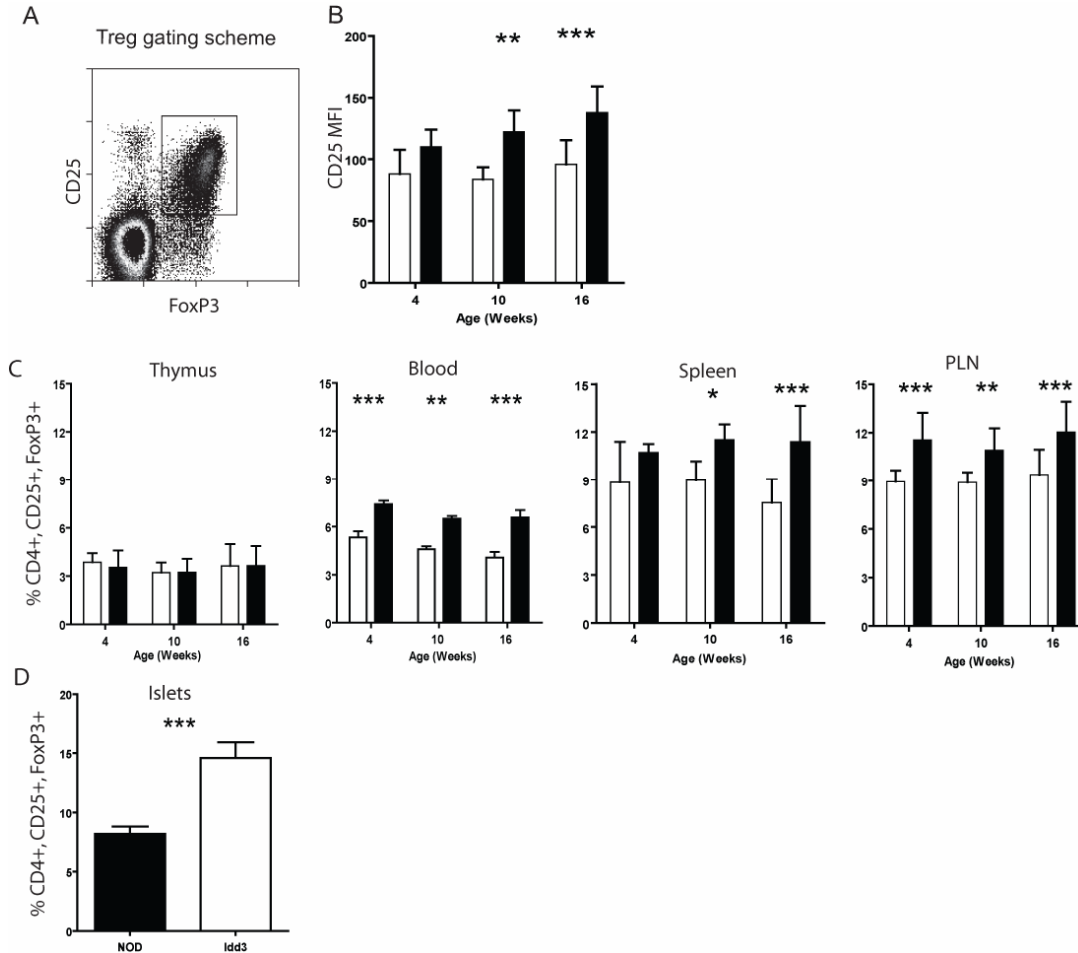 A
Treg gating scheme
CD25
FoxP3
B
** ***
200
150
100
50
0
CD25 MFI
4 10 16
Age (Weeks)
C
Thymus
15
12
9
6
3
0
% CD4+, CD25+, FoxP3+
4 10 16
Age (Weeks)
Blood
*** ** ***
15
12
9
6
3
0
4 10 16
Age (Weeks)
Spleen
* ***
15
12
9
6
3
0
4 10 16
Age (Weeks)
PLN
*** ** ***
15
12
9
6
3
0
4 10 16
Age (Weeks)
D
Islets
***
20
15
10
5
0
% CD4+, CD25+, FoxP3+
NOD Idd3